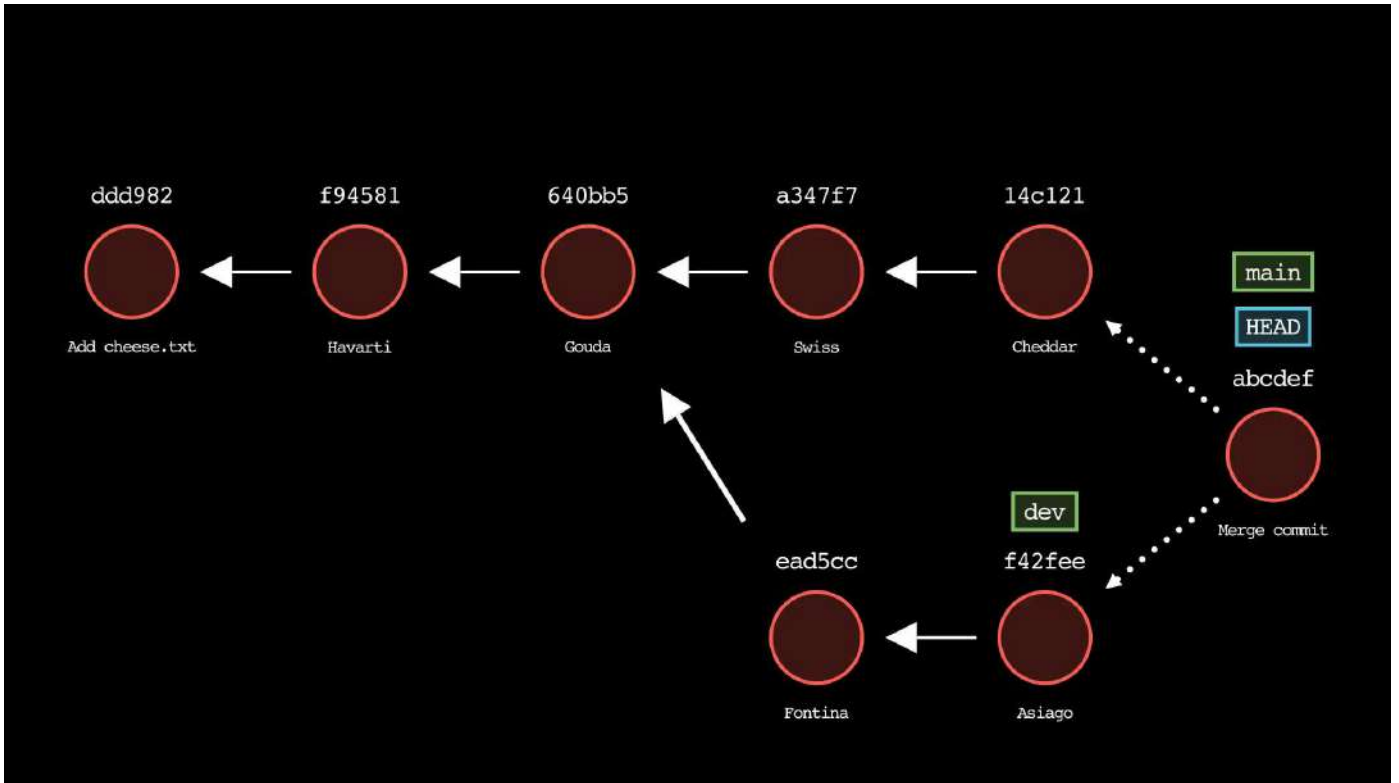 ddd982
f94581
640bb5
a347f7
14c121
main
HEAD
Add cheese.txt
Havarti
Gouda
Swiss
Cheddar
abcdef
dev
Merge commit
ead5cc
f42fee
Fontina
Asiago